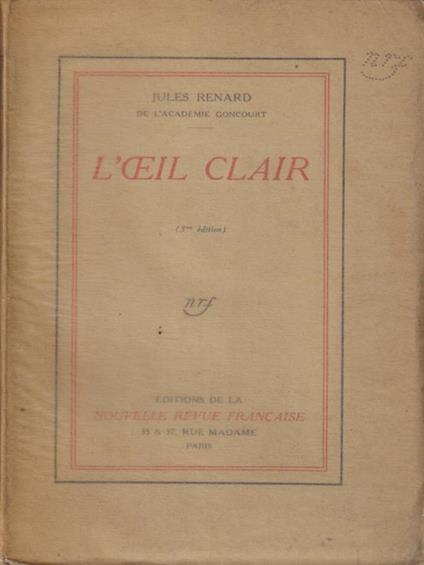 nrf
JULES RENARD
DE L'ACADÉMIE GONCOURT
L'ŒIL CLAIR
(3me édition)
nrf
ÉDITIONS DE LA
NOUVELLE REVUE FRANÇAISE
35 & 37, RUE MADAME
PARIS